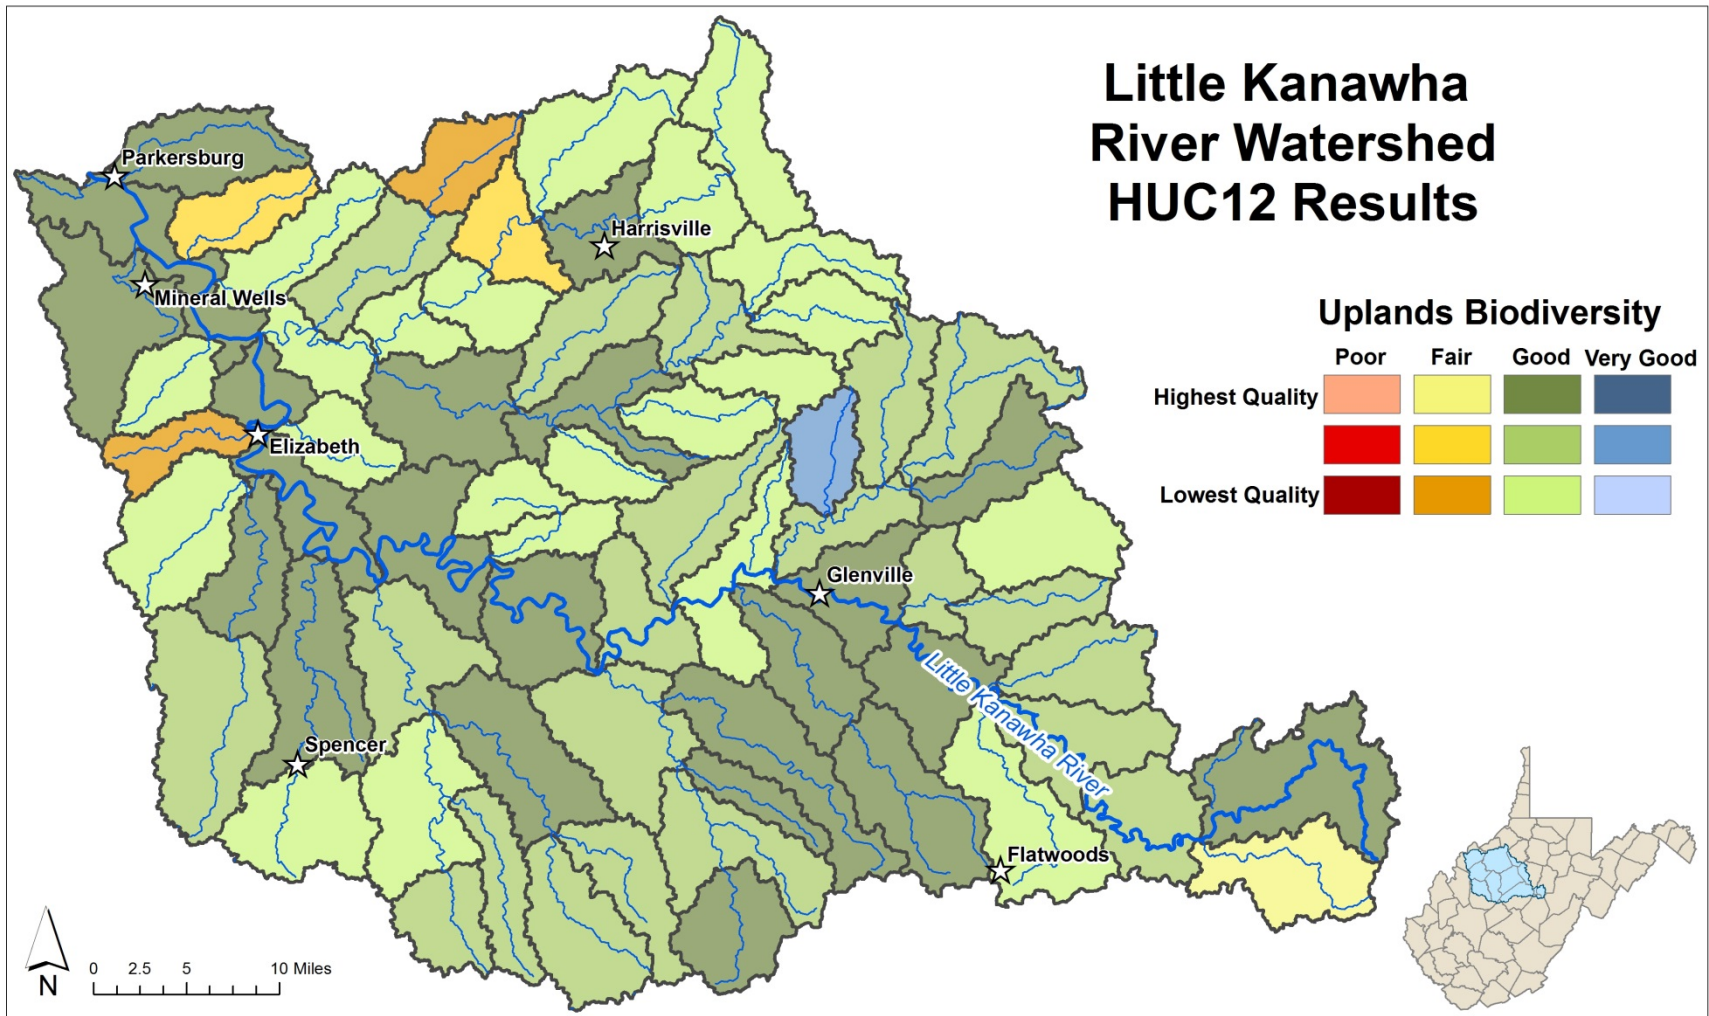 Little Kanawha
River Watershed
HUC12 Results
Parkersburg
Harrisville
Mineral Wells
Elizabeth
Glenville
Little Kanawha River
Spencer
Flatwoods
Uplands Biodiversity
Poor Fair Good Very Good
Highest Quality
Lowest Quality
N
0 2.5 5 10 Miles